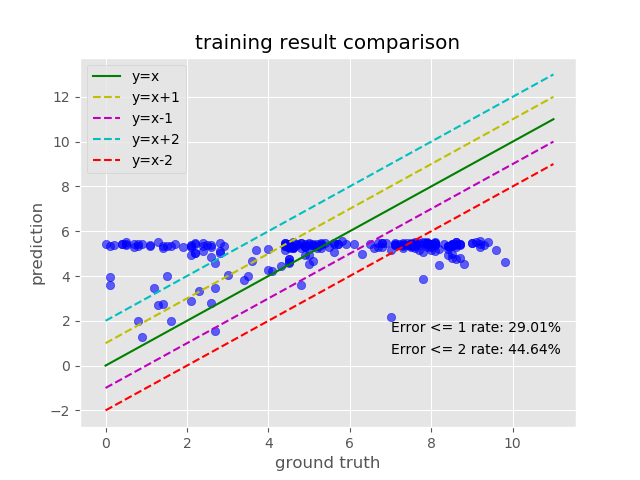 training result comparison
y=x
y=x+1
y=x-1
y=x+2
y=x-2
12
10
8
6
4
2
0
−2
prediction
Error <= 1 rate: 29.01%
Error <= 2 rate: 44.64%
0 2 4 6 8 10
ground truth